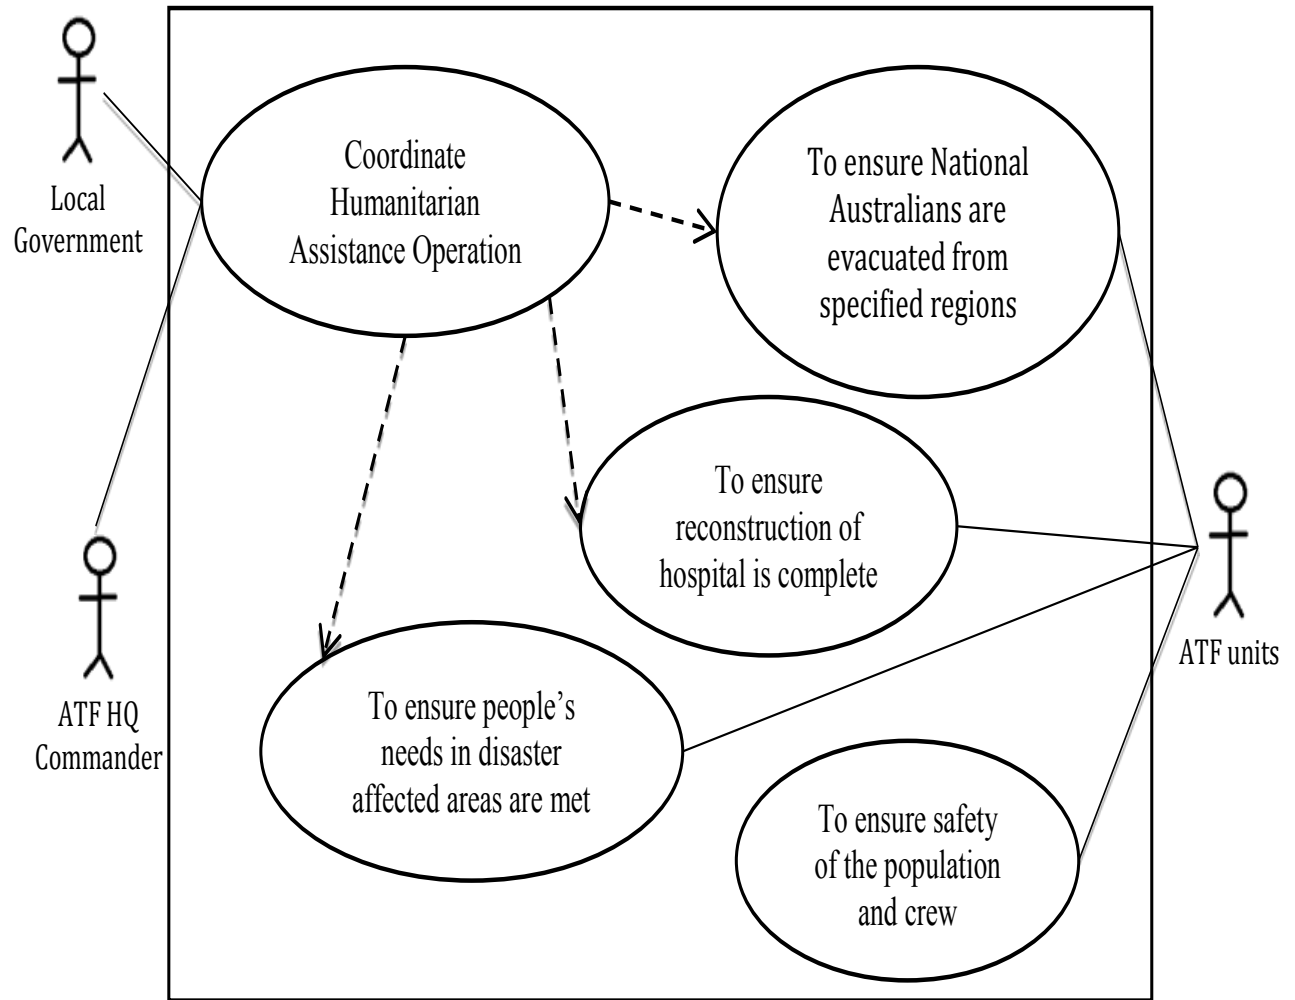 Local
Government
Coordinate
Humanitarian
Assistance Operation
To ensure National
Australians are
evacuated from
specified regions
To ensure
reconstruction of
hospital is complete
ATF units
ATF HQ
Commander
To ensure people’s
needs in disaster
affected areas are met
To ensure safety
of the population
and crew